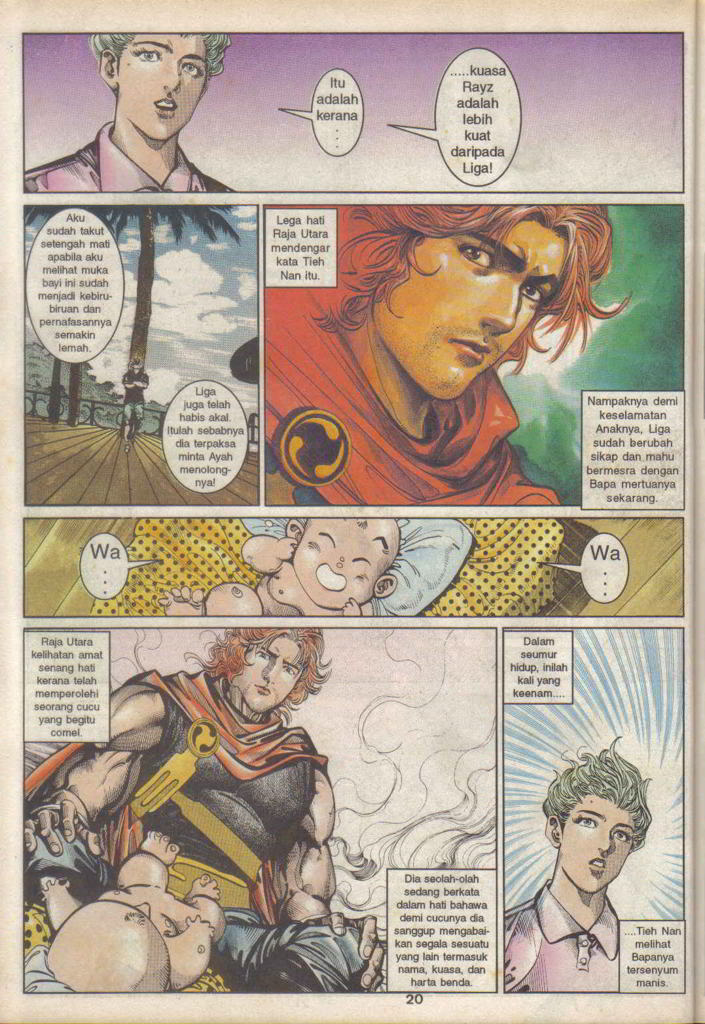 Itu
adalah
kerana
. . .
.....kuasa
Rayz
adalah
lebih
kuat
daripada
Liga!
Aku
sudah takut
setengah mati
apabila aku
melihat muka
bayi ini sudah
menjadi kebiru-
biruan dan
pernafasannya
semakin
lemah.
Liga
juga telah
habis akal.
Itulah sebabnya
dia terpaksa
minta Ayah
menolong-
nya!
Lega hati
Raja Utara
mendengar
kata Tieh
Nan itu.
Nampaknya demi
keselamatan
Anaknya, Liga
sudah berubah
sikap dan mahu
bermesra dengan
Bapa mertuanya
sekarang.
Wa
. . .
Wa
. . .
Raja Utara
kelihatan amat
senang hati
kerana telah
memperolehi
seorang cucu
yang begitu
comel.
Dia seolah-olah
sedang berkata
dalam hati bahawa
demi cucunya dia
sanggup mengabai-
kan segala sesuatu
yang lain termasuk
nama, kuasa, dan
harta benda.
Dalam
seumur
hidup, inilah
kali yang
keenam....
....Tieh Nan
melihat
Bapanya
tersenyum
manis.
20